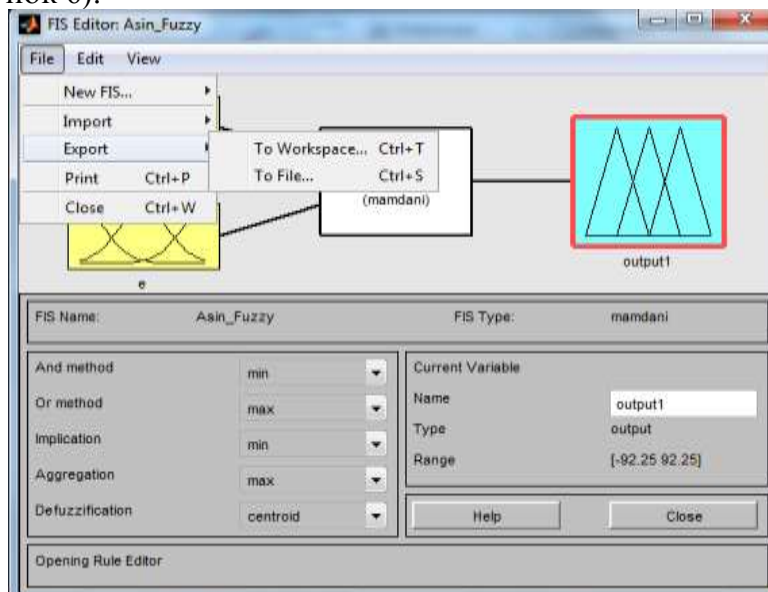 FIS Editor: Asin_Fuzzy
File Edit View
New FIS...
Import
Export
Print Ctrl+P
Close Ctrl+W
To Workspace... Ctrl+T
To File... Ctrl+S
(mamdani)
e
output1
FIS Name: Asin_Fuzzy FIS Type: mamdani
And method min
Or method max
Implication min
Aggregation max
Defuzzification centroid
Current Variable
Name output1
Type output
Range [-92.25 92.25]
Help Close
Opening Rule Editor